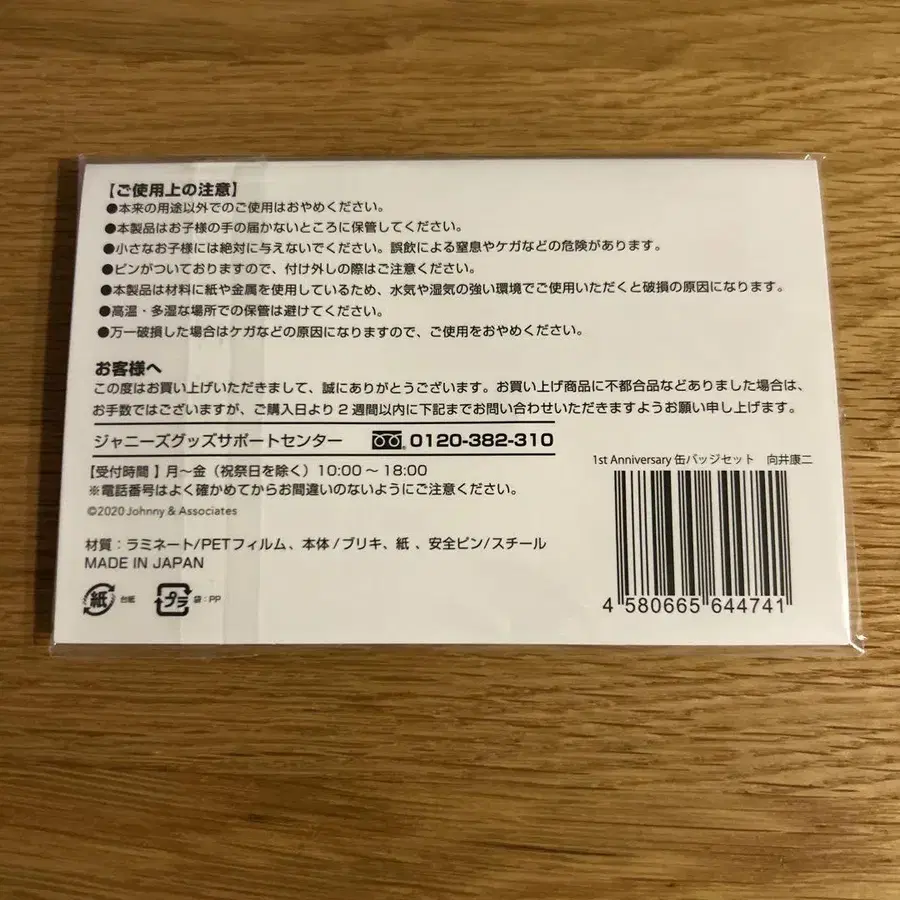 【ご使用上の注意】
●本来の用途以外でのご使用はおやめください。
●本製品はお子様の手の届かないところに保管してください。
●小さなお子様には絶対に与えないでください。誤飲による窒息やケガなどの危険があります。
●ピンがついておりますので、付け外しの際はご注意ください。
●本製品は材料に紙や金属を使用しているため、水気や湿気の強い環境でご使用いただくと破損の原因になります。
●高温・多湿な場所での保管は避けてください。
●万一破損した場合はケガなどの原因になりますので、ご使用をおやめください。
お客様へ
この度はお買い上げいただきまして、誠にありがとうございます。お買い上げ商品に不都合品などありました場合は、
お手数ではございますが、ご購入日より2週間以内に下記までお問い合わせいただきますようお願い申し上げます。
ジャニーズグッズサポートセンター 0120-382-310
【受付時間】月〜金（祝祭日を除く）10:00〜18:00
※電話番号はよく確かめてからお間違いのないようにご注意ください。
©2020 Johnny & Associates
1st Anniversary 缶バッジセット 向井康二
材質：ラミネート/PETフィルム、本体/ブリキ、紙、安全ピン/スチール
MADE IN JAPAN
紙 台紙 プラ 袋：PP
4 580665 644741